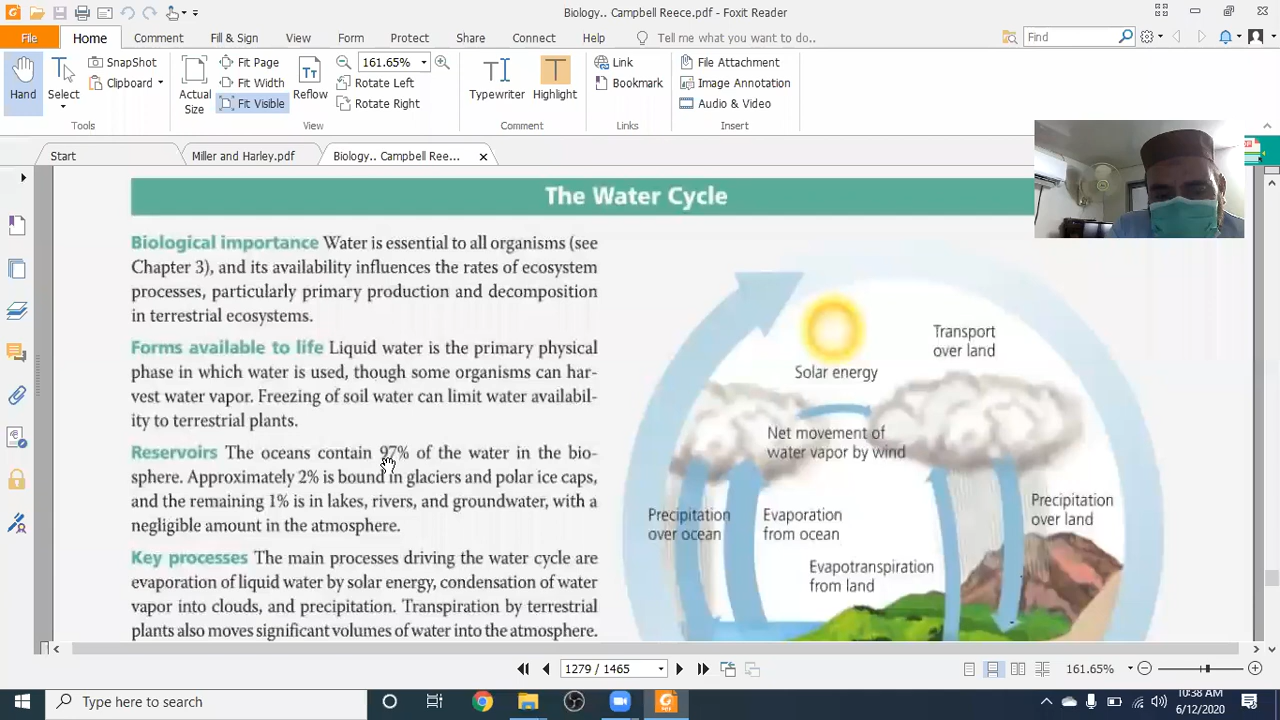 Biology.. Campbell Reece.pdf - Foxit Reader
File Home Comment Fill & Sign View Form Protect Share Connect Help Tell me what you want to do.. Find
Hand
Select
SnapShot
Clipboard
Actual
Size
Fit Page
Fit Width
Fit Visible
Reflow
161.65%
Rotate Left
Rotate Right
Typewriter
Highlight
Link
Bookmark
File Attachment
Image Annotation
Audio & Video
Tools View Comment Links Insert
Start Miller and Harley.pdf Biology.. Campbell Ree...
The Water Cycle
Biological importance Water is essential to all organisms (see
Chapter 3), and its availability influences the rates of ecosystem
processes, particularly primary production and decomposition
in terrestrial ecosystems.
Forms available to life Liquid water is the primary physical
phase in which water is used, though some organisms can har-
vest water vapor. Freezing of soil water can limit water availabil-
ity to terrestrial plants.
Reservoirs The oceans contain 97% of the water in the bio-
sphere. Approximately 2% is bound in glaciers and polar ice caps,
and the remaining 1% is in lakes, rivers, and groundwater, with a
negligible amount in the atmosphere.
Key processes The main processes driving the water cycle are
evaporation of liquid water by solar energy, condensation of water
vapor into clouds, and precipitation. Transpiration by terrestrial
plants also moves significant volumes of water into the atmosphere.
Solar energy
Transport
over land
Net movement of
water vapor by wind
Precipitation
over ocean
Evaporation
from ocean
Evapotranspiration
from land
Precipitation
over land
1279 / 1465
161.65%
Type here to search
10:38 AM
6/12/2020